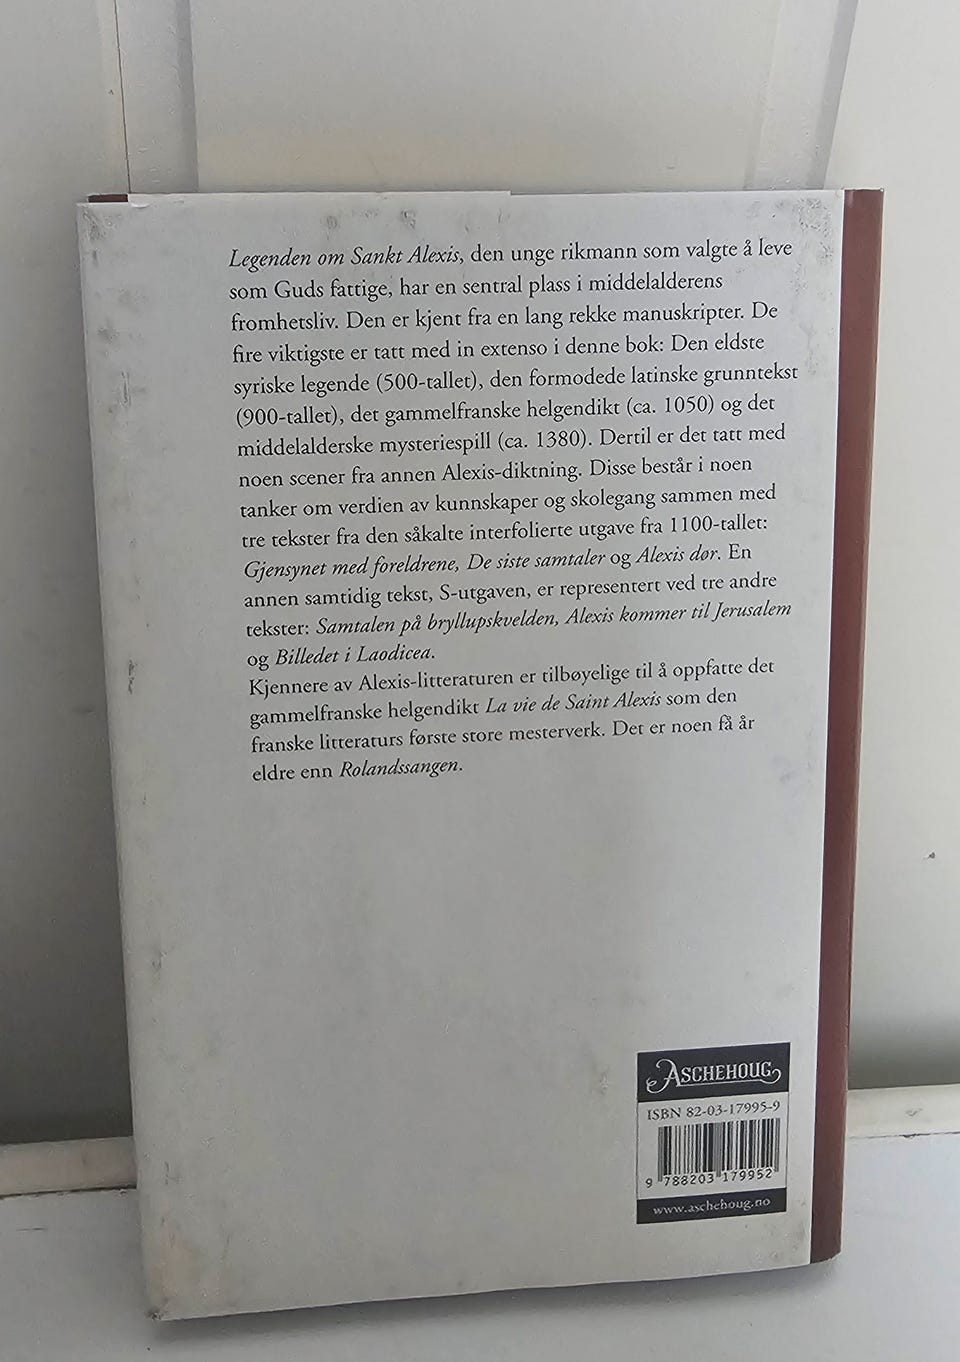 Legenden om Sankt Alexis, den unge rikmann som valgte å leve
som Guds fattige, har en sentral plass i middelalderens
fromhetsliv. Den er kjent fra en lang rekke manuskripter. De
fire viktigste er tatt med in extenso i denne bok: Den eldste
syriske legende (500-tallet), den formodede latinske grunntekst
(900-tallet), det gammelfranske helgendikt (ca. 1050) og det
middelalderske mysteriespill (ca. 1380). Dertil er det tatt med
noen scener fra annen Alexis-diktning. Disse består i noen
tanker om verdien av kunnskaper og skolegang sammen med
tre tekster fra den såkalte interfolierte utgave fra 1100-tallet:
Gjensynet med foreldrene, De siste samtaler og Alexis dør. En
annen samtidig tekst, S-utgaven, er representert ved tre andre
tekster: Samtalen på bryllupskvelden, Alexis kommer til Jerusalem
og Billedet i Laodicea.
Kjennere av Alexis-litteraturen er tilbøyelige til å oppfatte det
gammelfranske helgendikt La vie de Saint Alexis som den
franske litteraturs første store mesterverk. Det er noen få år
eldre enn Rolandssangen.
ASCHEHOUG
ISBN 82-03-17995-9
9 788203 179952
www.aschehoug.no